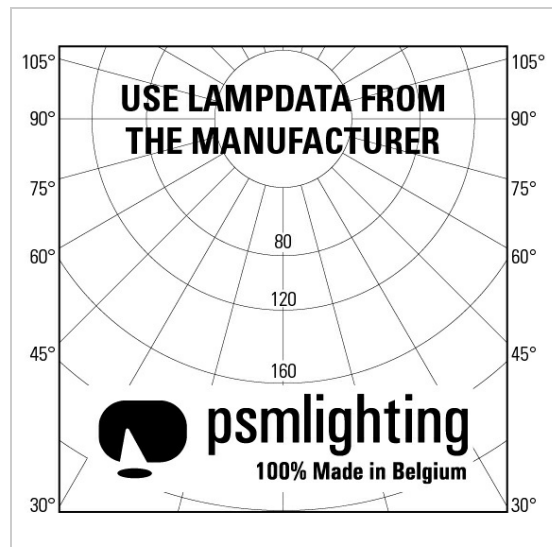 105° 105°
USE LAMPDATA FROM
90° 90°
THE MANUFACTURER
75° 75°
60° 80 60°
120
45° 45°
160
psmlighting
100% Made in Belgium
30° 30°